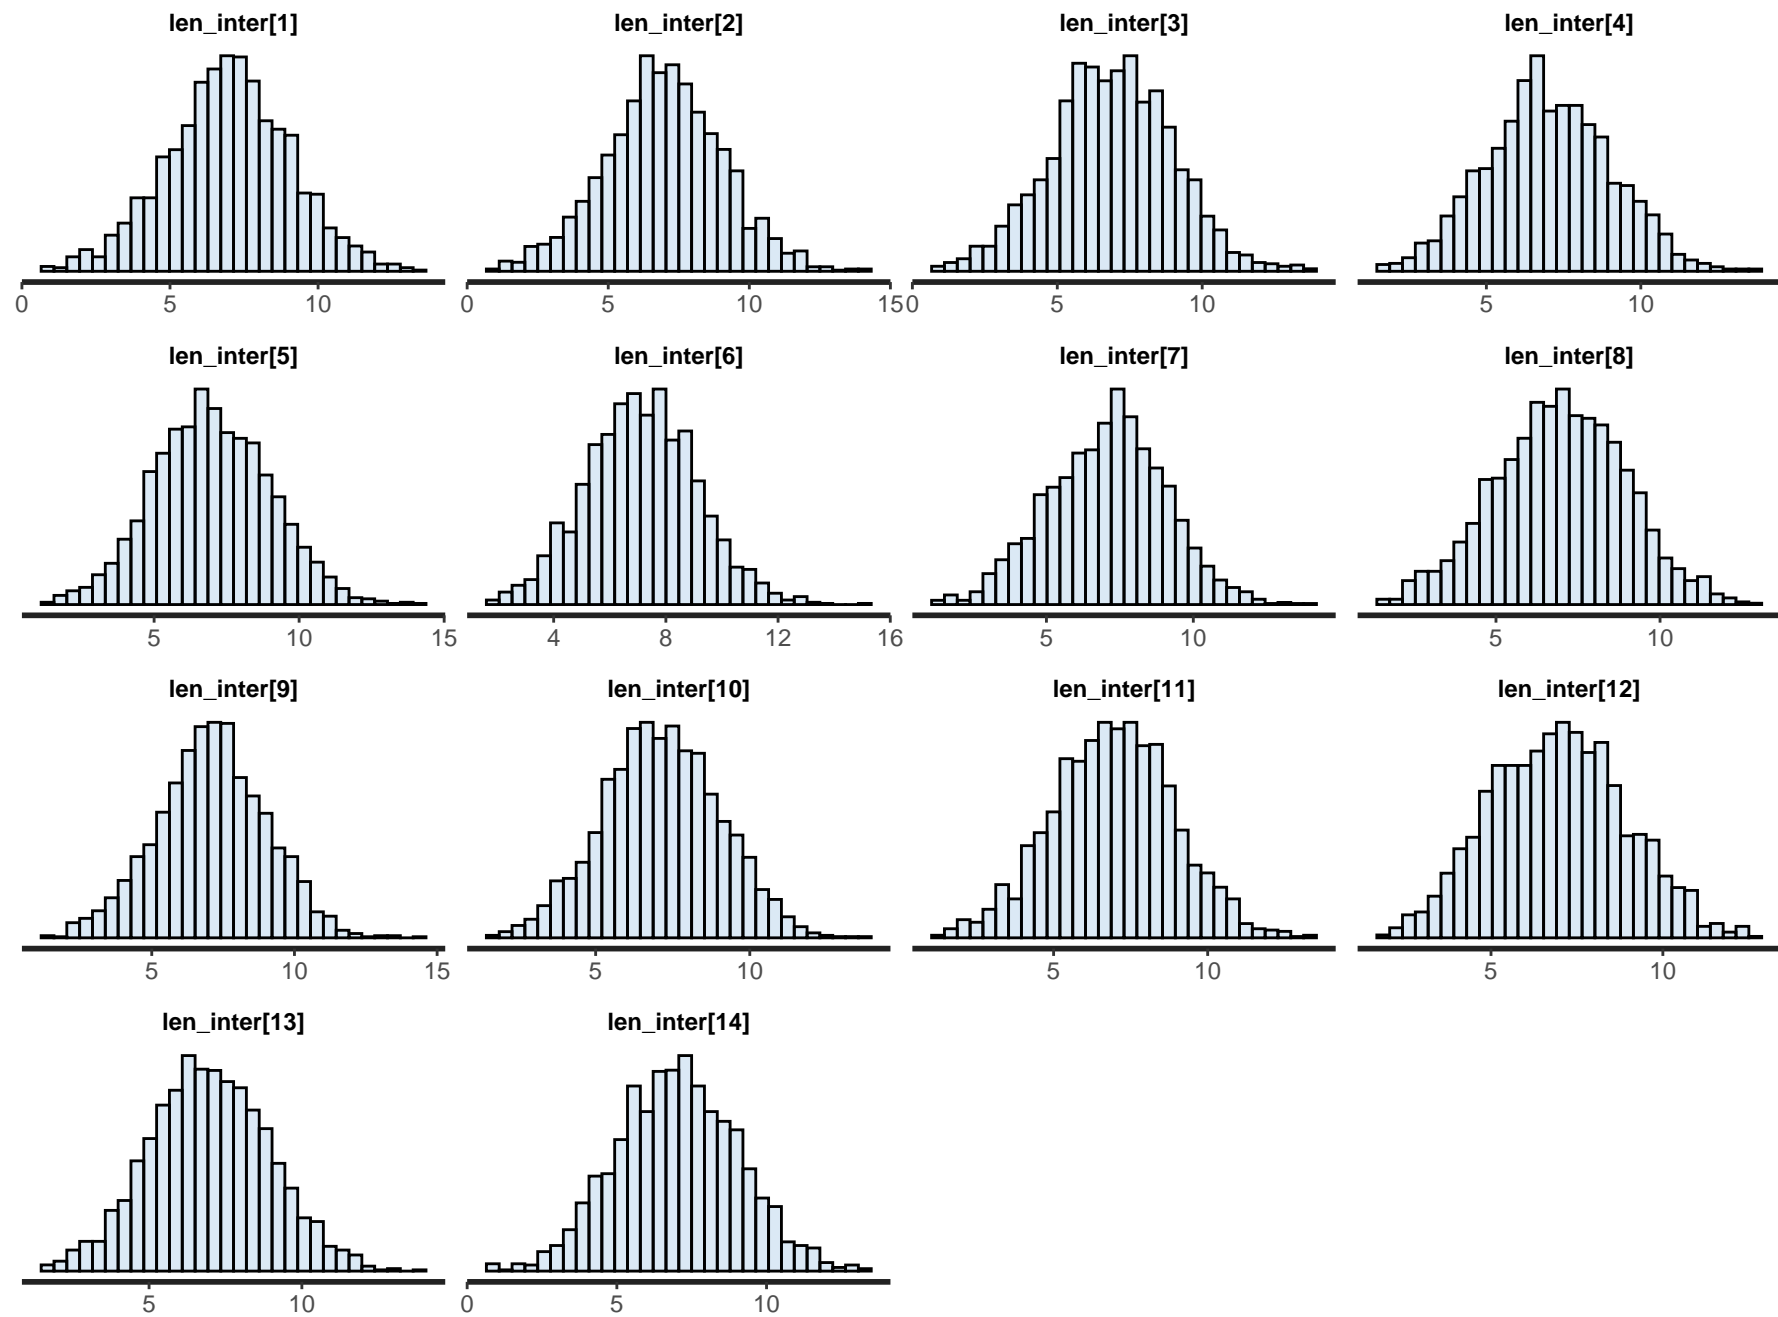 len_inter[1] len_inter[2] len_inter[3] len_inter[4]
0 5 10 0 5 10 15 0 5 10 5 10
len_inter[5] len_inter[6] len_inter[7] len_inter[8]
5 10 15 4 8 12 16 5 10 5 10
len_inter[9] len_inter[10] len_inter[11] len_inter[12]
5 10 15 5 10 5 10 5 10
len_inter[13] len_inter[14]
5 10 0 5 10